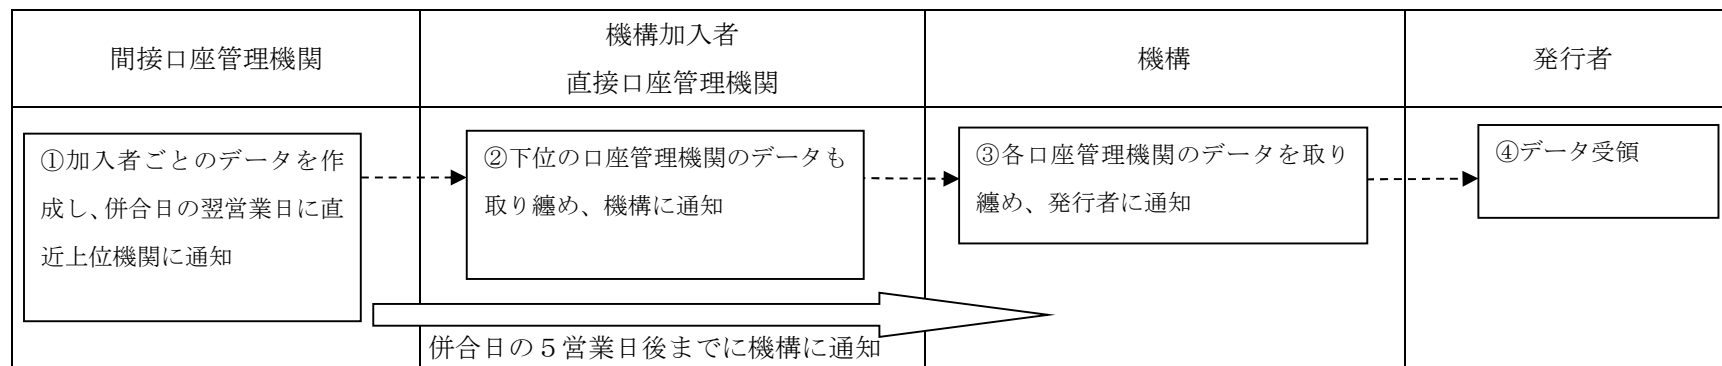 間接口座管理機関
機構加入者
直接口座管理機関
機構
発行者
①加入者ごとのデータを作
成し、併合日の翌営業日に直
近上位機関に通知
②下位の口座管理機関のデータも
取り纏め、機構に通知
③各口座管理機関のデータを取り
纏め、発行者に通知
④データ受領
併合日の５営業日後までに機構に通知